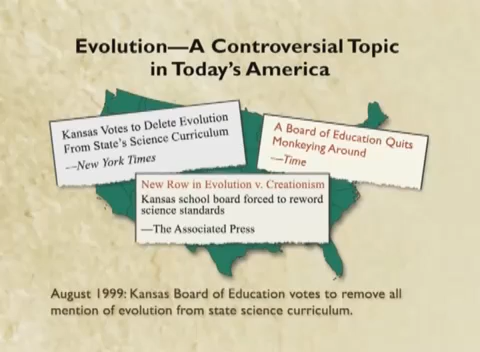 Evolution—A Controversial Topic
in Today's America
Kansas Votes to Delete Evolution
From State's Science Curriculum
—New York Times
A Board of Education Quits
Monkeying Around
—Time
New Row in Evolution v. Creationism
Kansas school board forced to reword
science standards
—The Associated Press
August 1999: Kansas Board of Education votes to remove all
mention of evolution from state science curriculum.